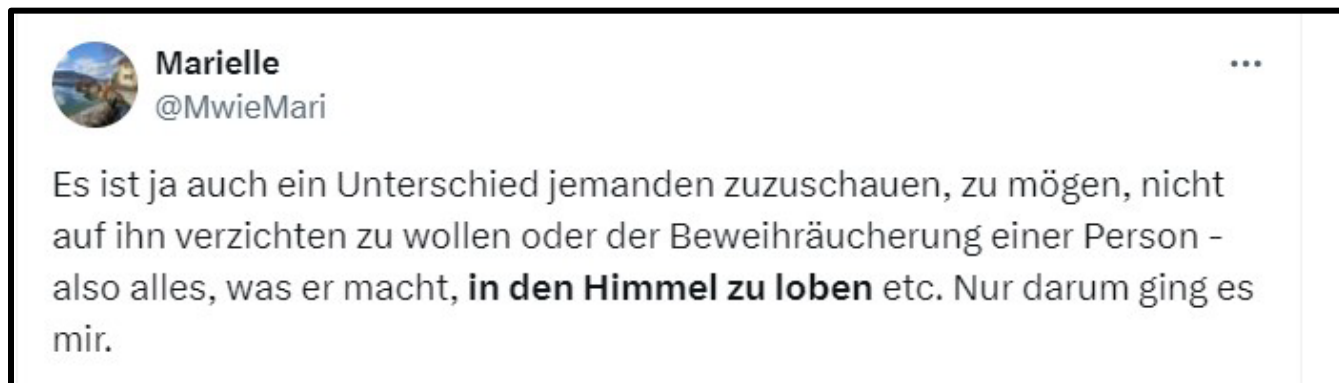 Marielle
@MwieMari
Es ist ja auch ein Unterschied jemanden zuzuschauen, zu mögen, nicht
auf ihn verzichten zu wollen oder der Beweihräucherung einer Person -
also alles, was er macht, in den Himmel zu loben etc. Nur darum ging es
mir.